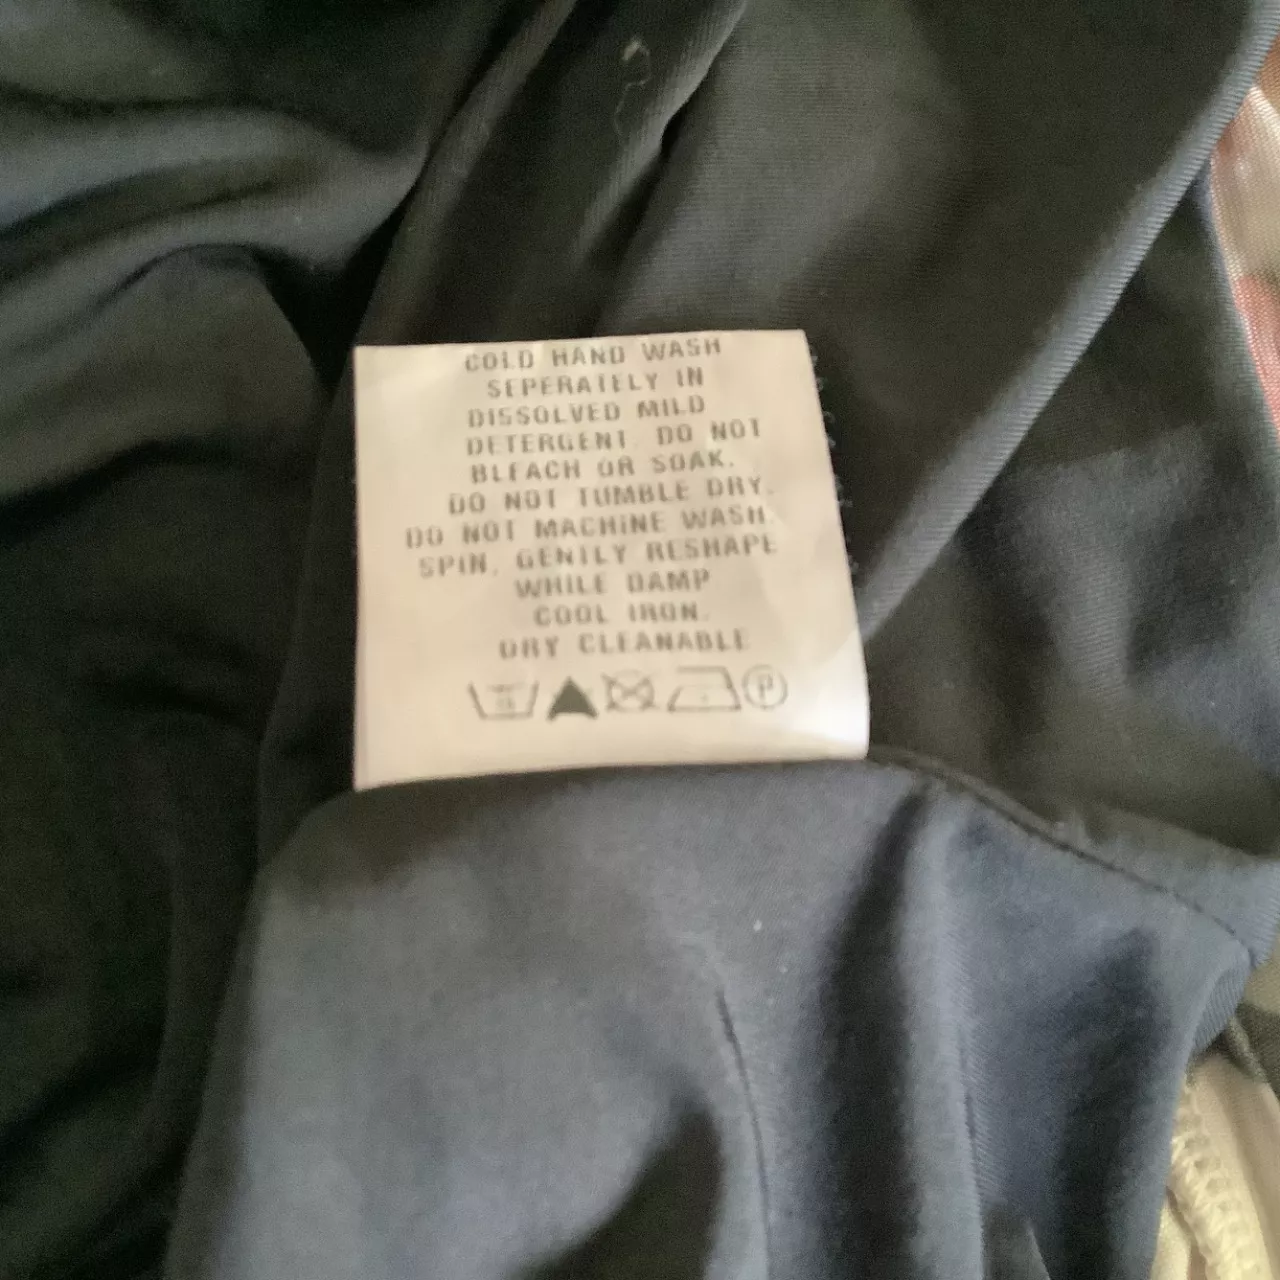 COLD HAND WASH
SEPERATELY IN
DISSOLVED MILD
DETERGENT. DO NOT
BLEACH OR SOAK.
DO NOT TUMBLE DRY.
DO NOT MACHINE WASH.
SPIN. GENTLY RESHAPE
WHILE DAMP
COOL IRON.
DRY CLEANABLE
P